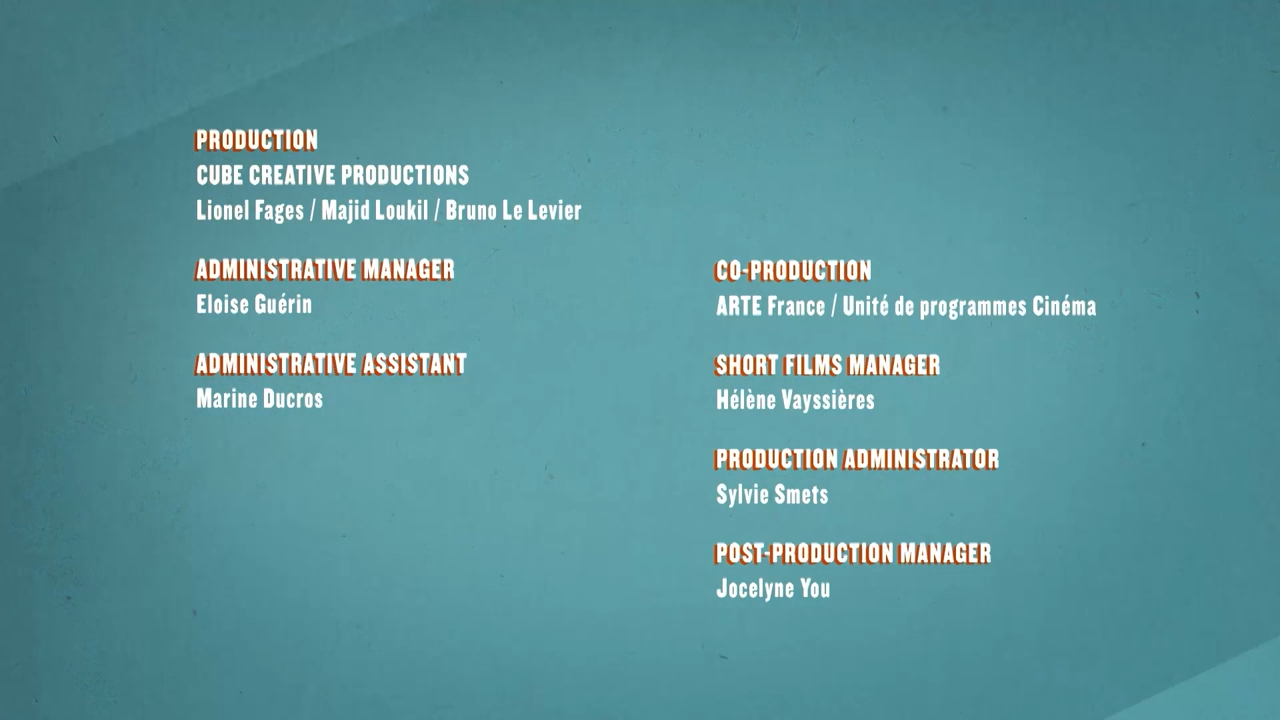 PRODUCTION
CUBE CREATIVE PRODUCTIONS
Lionel Fages / Majid Loukil / Bruno Le Levier
ADMINISTRATIVE MANAGER
Eloise Guérin
ADMINISTRATIVE ASSISTANT
Marine Ducros
CO-PRODUCTION
ARTE France / Unité de programmes Cinéma
SHORT FILMS MANAGER
Hélène Vayssières
PRODUCTION ADMINISTRATOR
Sylvie Smets
POST-PRODUCTION MANAGER
Jocelyne You